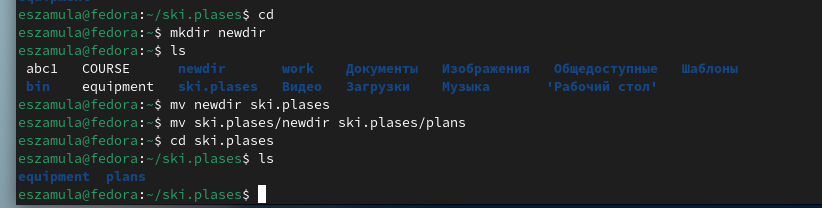 eszamula@fedora:~/ski.plases$ cd
eszamula@fedora:~$ mkdir newdir
eszamula@fedora:~$ ls
abc1 COURSE newdir work Документы Изображения Общедоступные Шаблоны
bin equipment ski.plases Видео Загрузки Музыка 'Рабочий стол'
eszamula@fedora:~$ mv newdir ski.plases
eszamula@fedora:~$ mv ski.plases/newdir ski.plases/plans
eszamula@fedora:~$ cd ski.plases
eszamula@fedora:~/ski.plases$ ls
equipment plans
eszamula@fedora:~/ski.plases$